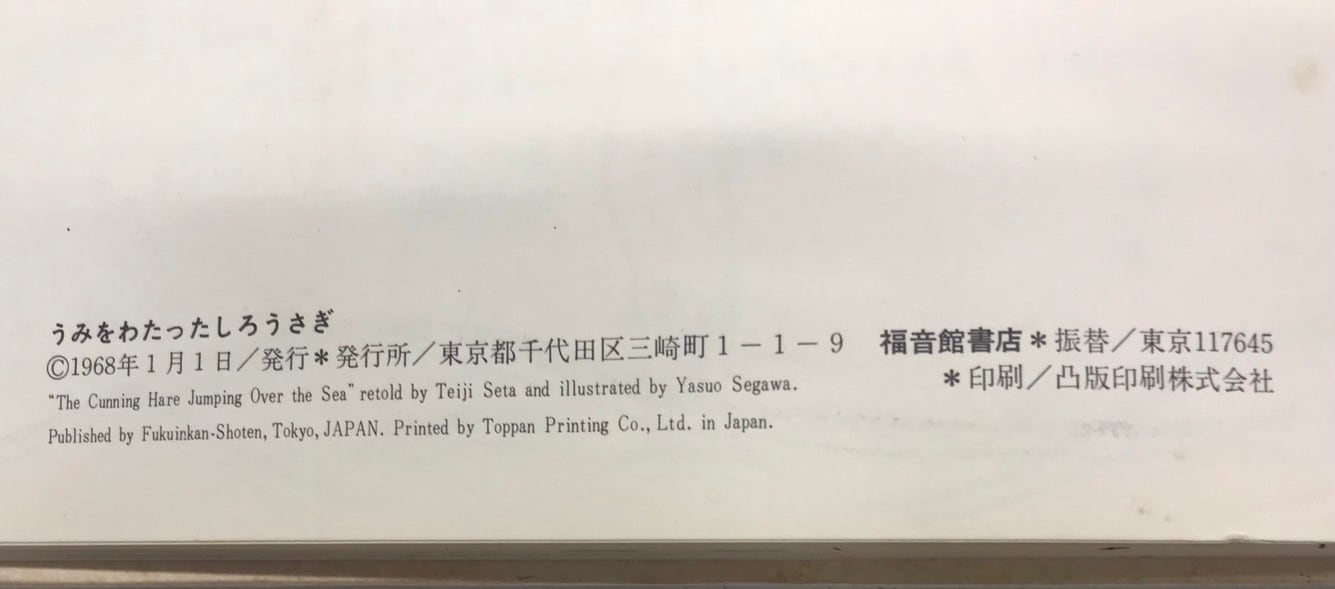 うみをわたったしろうさぎ
©1968年1月1日/発行*発行所/東京都千代田区三崎町1-1-9 福音館書店*振替/東京117645
*印刷/凸版印刷株式会社
“The Cunning Hare Jumping Over the Sea” retold by Teiji Seta and illustrated by Yasuo Segawa.
Published by Fukuinkan-Shoten, Tokyo, JAPAN. Printed by Toppan Printing Co., Ltd. in Japan.